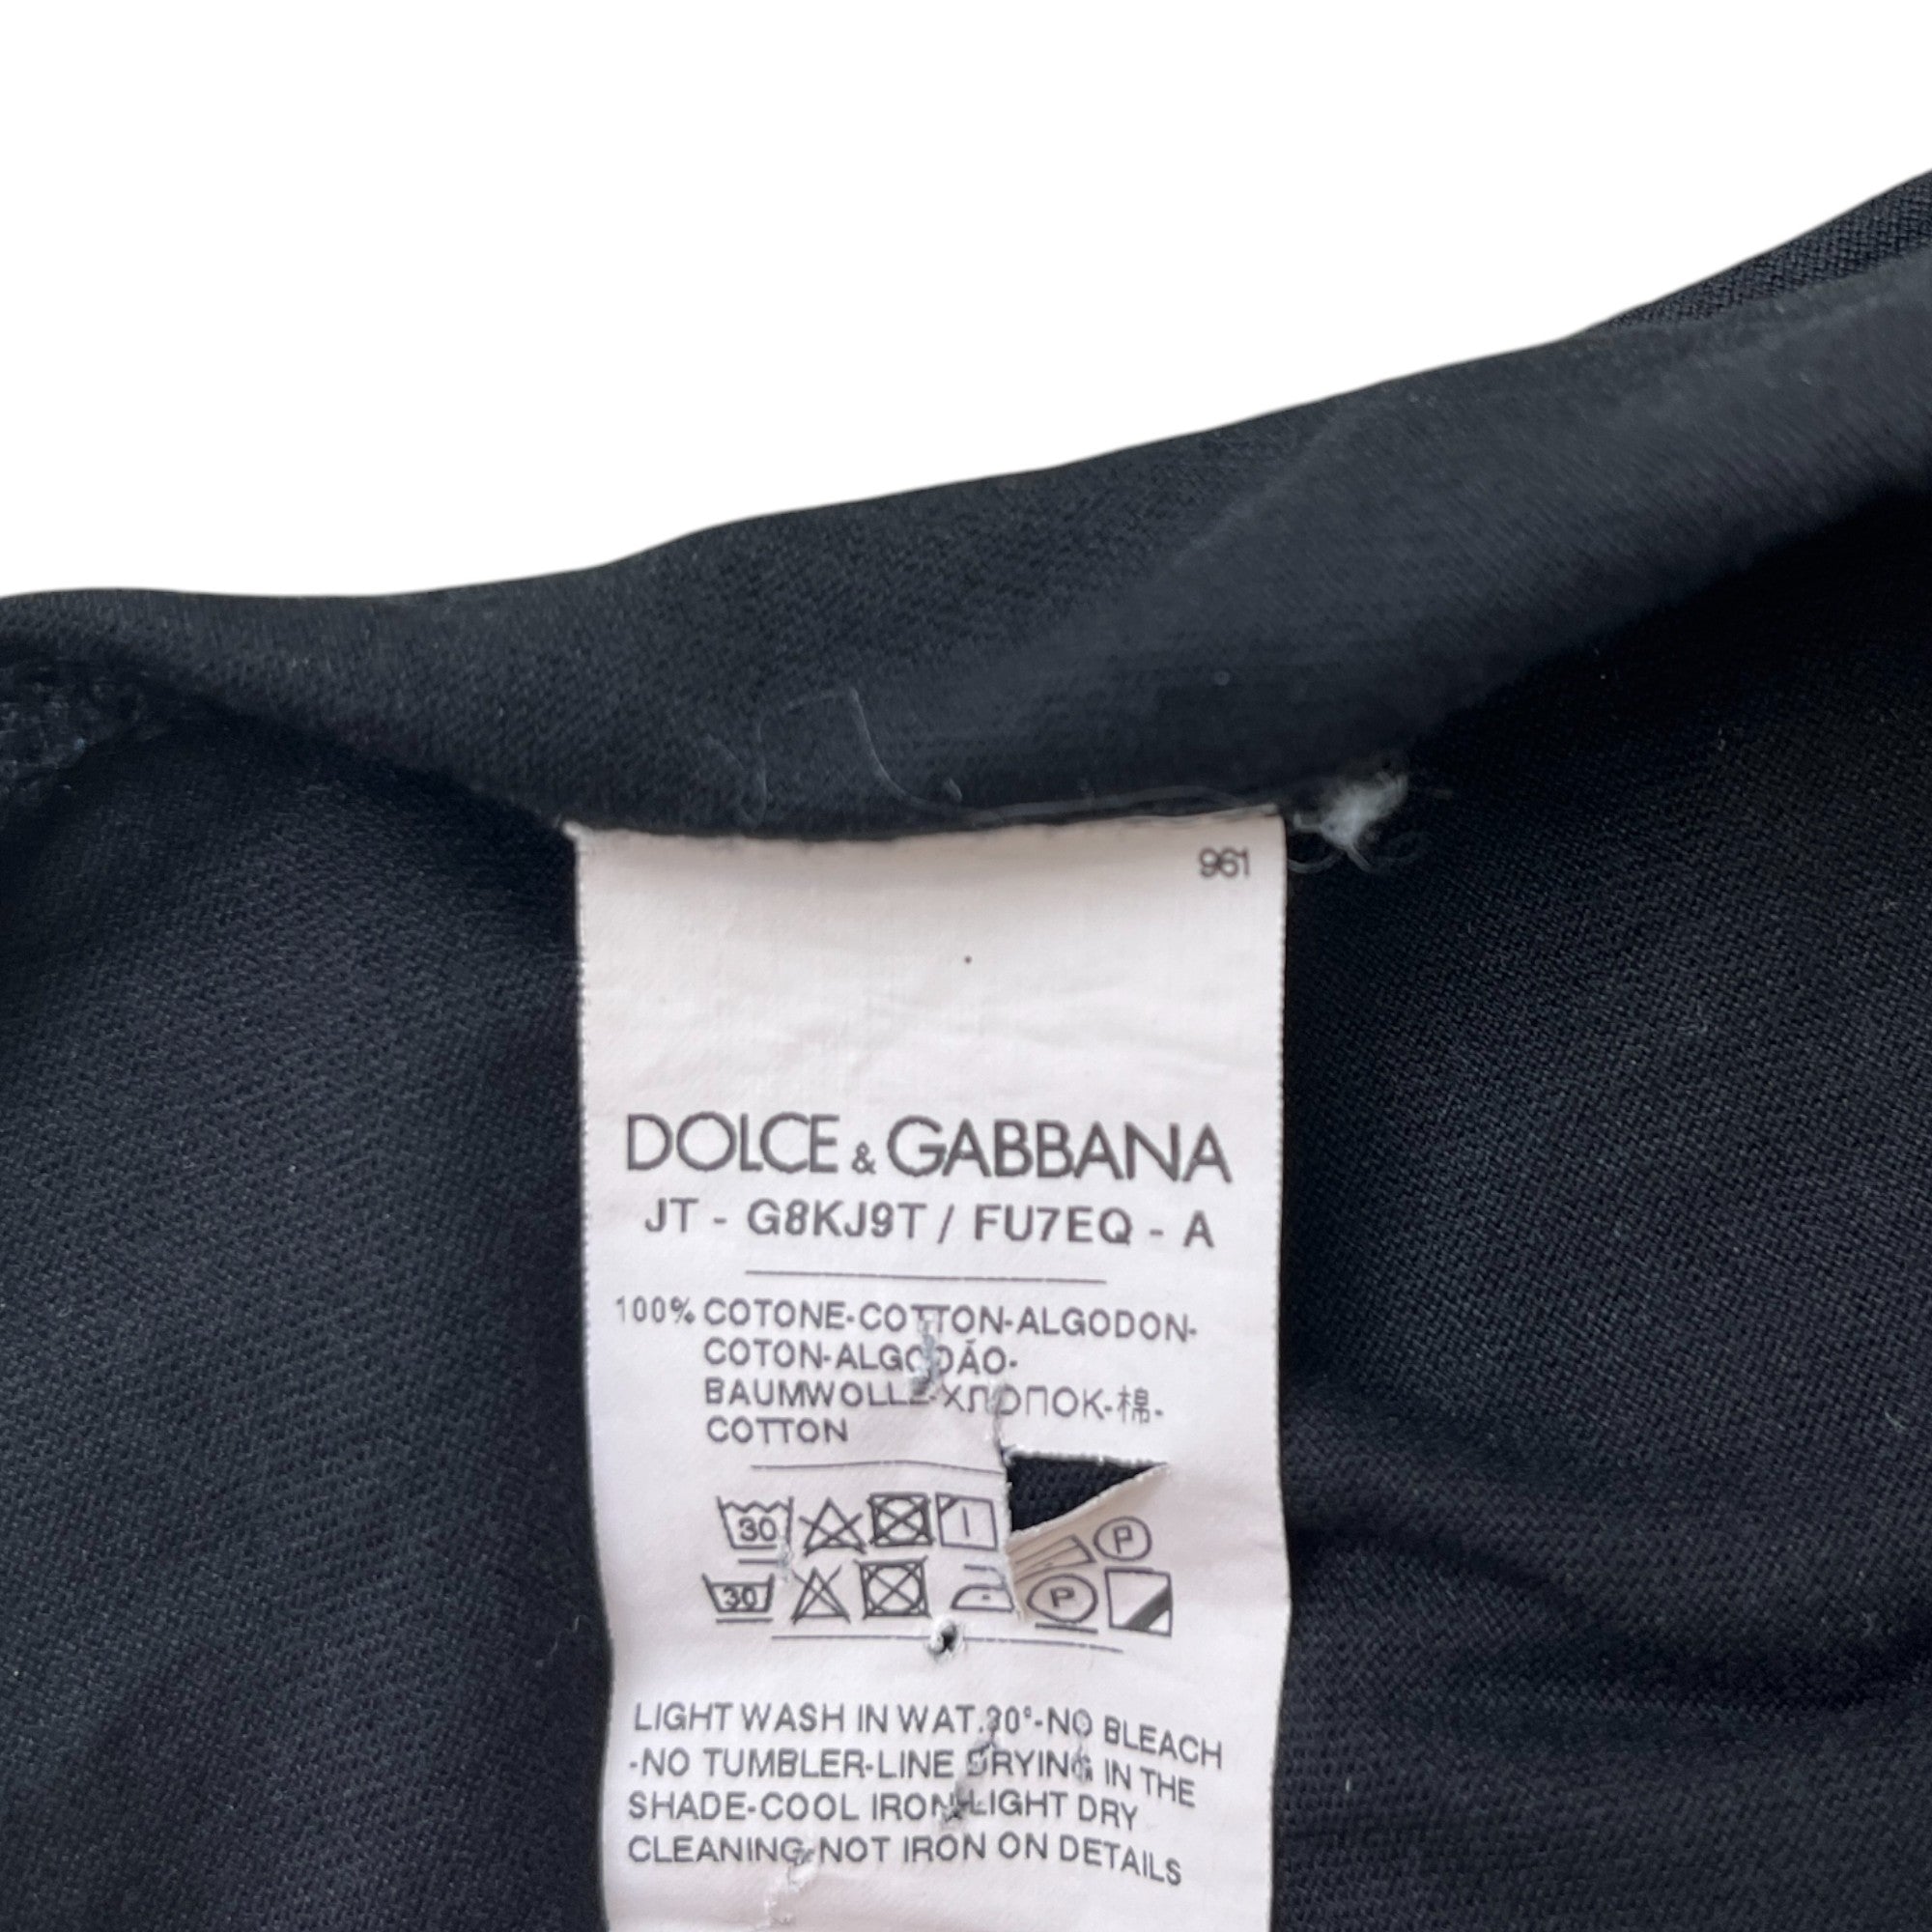 961
DOLCE & GABBANA
JT - G8KJ9T / FU7EQ - A
100% COTONE-COTTON-ALGODON-
COTON-ALGODÃO-
BAUMWOLLE-ХЛОПОК-棉-
COTTON
30 P
30 P
LIGHT WASH IN WAT.30°-NO BLEACH
-NO TUMBLER-LINE DRYING IN THE
SHADE-COOL IRON-LIGHT DRY
CLEANING-NOT IRON ON DETAILS